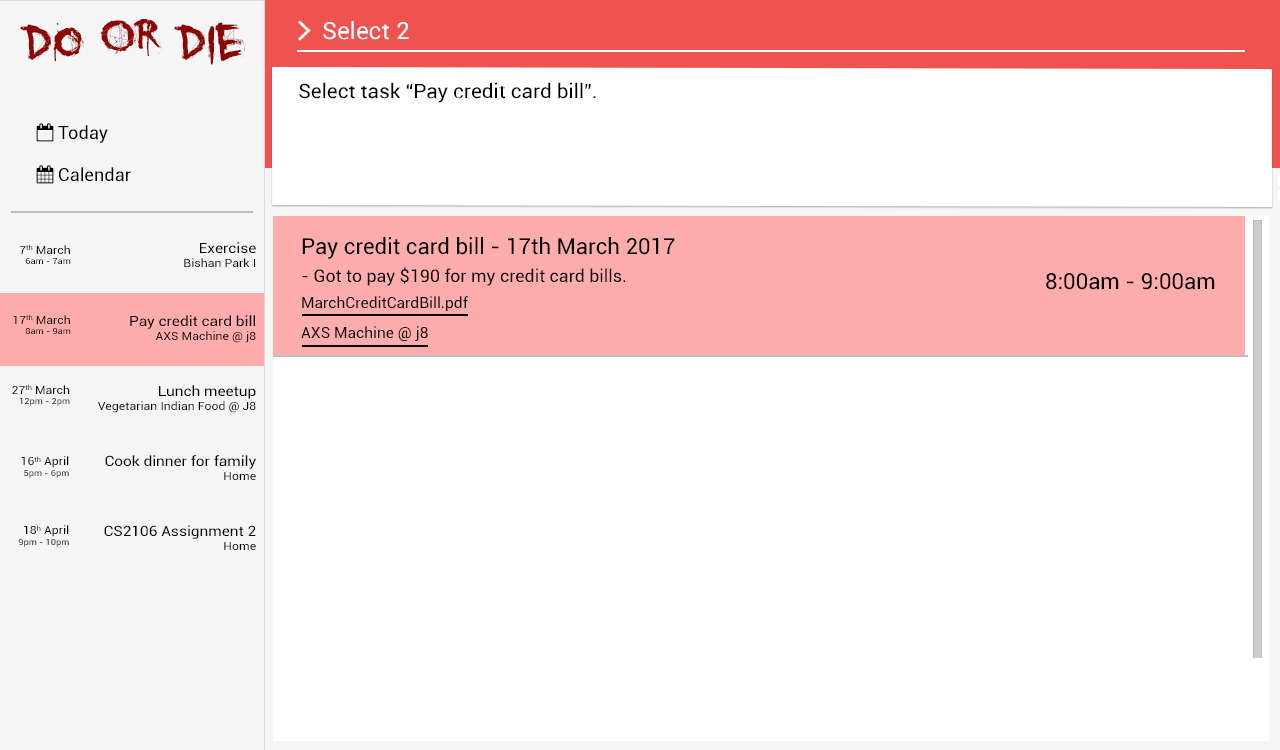 DO OR DIE
Today
Calendar
7th March
6am - 7am
Exercise
Bishan Park I
17th March
8am - 9am
Pay credit card bill
AXS Machine @ j8
27th March
12pm - 2pm
Lunch meetup
Vegetarian Indian Food @ J8
16th April
5pm - 6pm
Cook dinner for family
Home
18h April
9pm - 10pm
CS2106 Assignment 2
Home
Select 2
Select task “Pay credit card bill”.
Pay credit card bill - 17th March 2017
- Got to pay $190 for my credit card bills.
MarchCreditCardBill.pdf
AXS Machine @ j8
8:00am - 9:00am